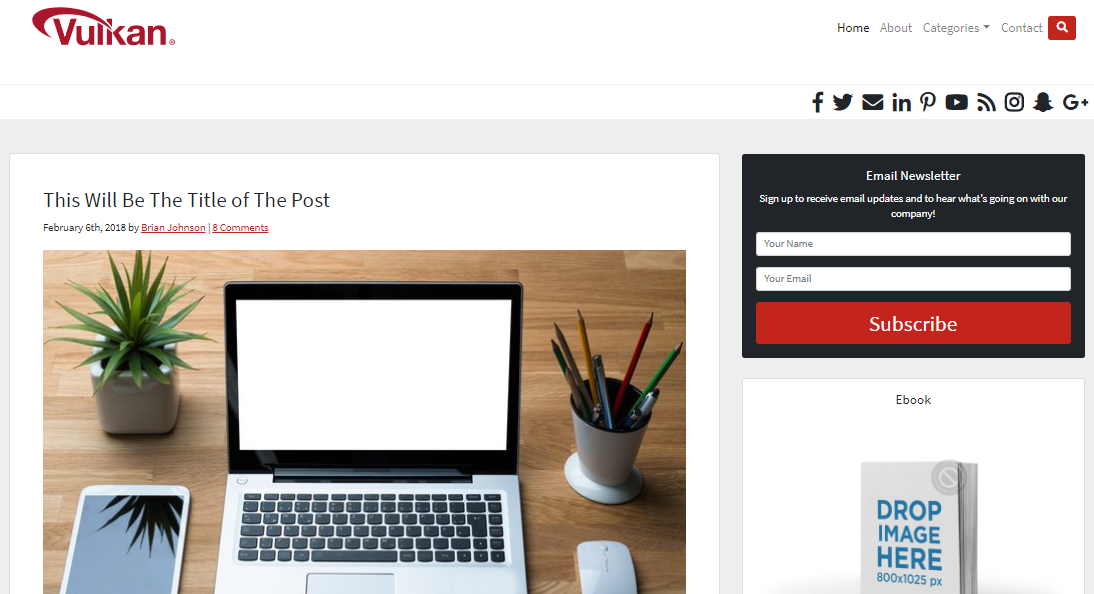 Vulkan®
Home About Categories Contact
This Will Be The Title of The Post
February 6th, 2018 by Brian Johnson | 8 Comments
Email Newsletter
Sign up to receive email updates and to hear what's going on with our
company!
Your Name
Your Email
Subscribe
Ebook
DROP
IMAGE
HERE
800x1025 px